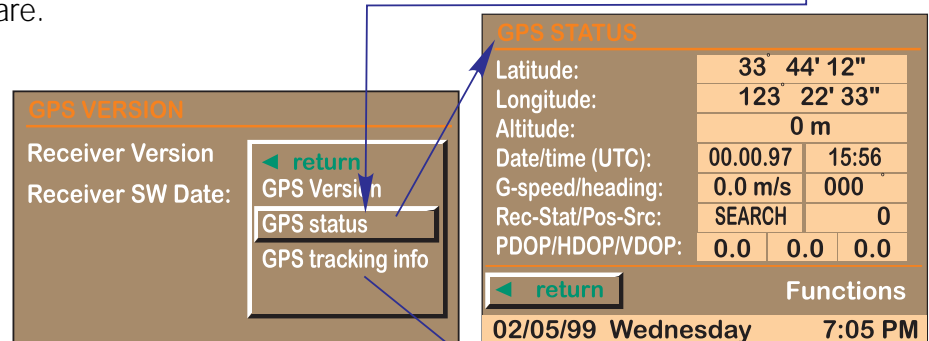 are.
GPS VERSION
Receiver Version
Receiver SW Date:
◄ return
GPS Version
GPS status
GPS tracking info
GPS STATUS
Latitude: 33° 44' 12"
Longitude: 123° 22' 33"
Altitude: 0 m
Date/time (UTC): 00.00.97 15:56
G-speed/heading: 0.0 m/s 000°
Rec-Stat/Pos-Src: SEARCH 0
PDOP/HDOP/VDOP: 0.0 0.0 0.0
◄ return Functions
02/05/99 Wednesday 7:05 PM